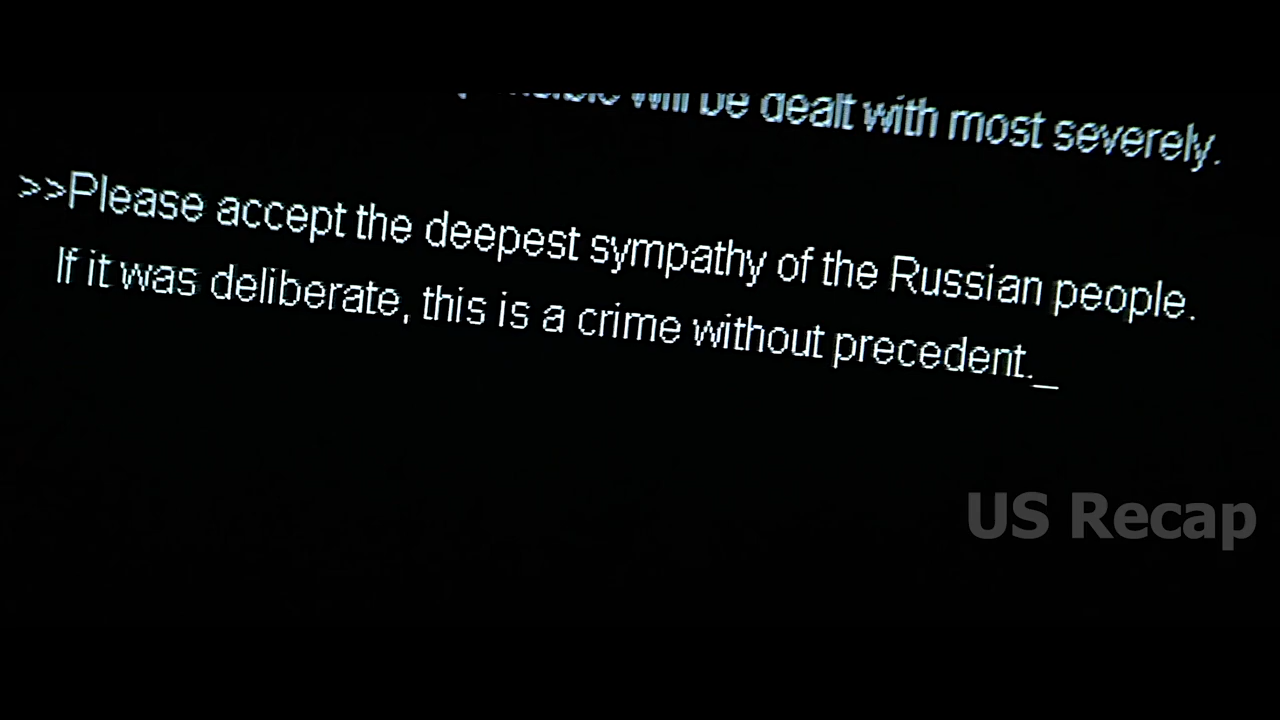 will be dealt with most severely.
>>Please accept the deepest sympathy of the Russian people.
If it was deliberate, this is a crime without precedent._
US Recap